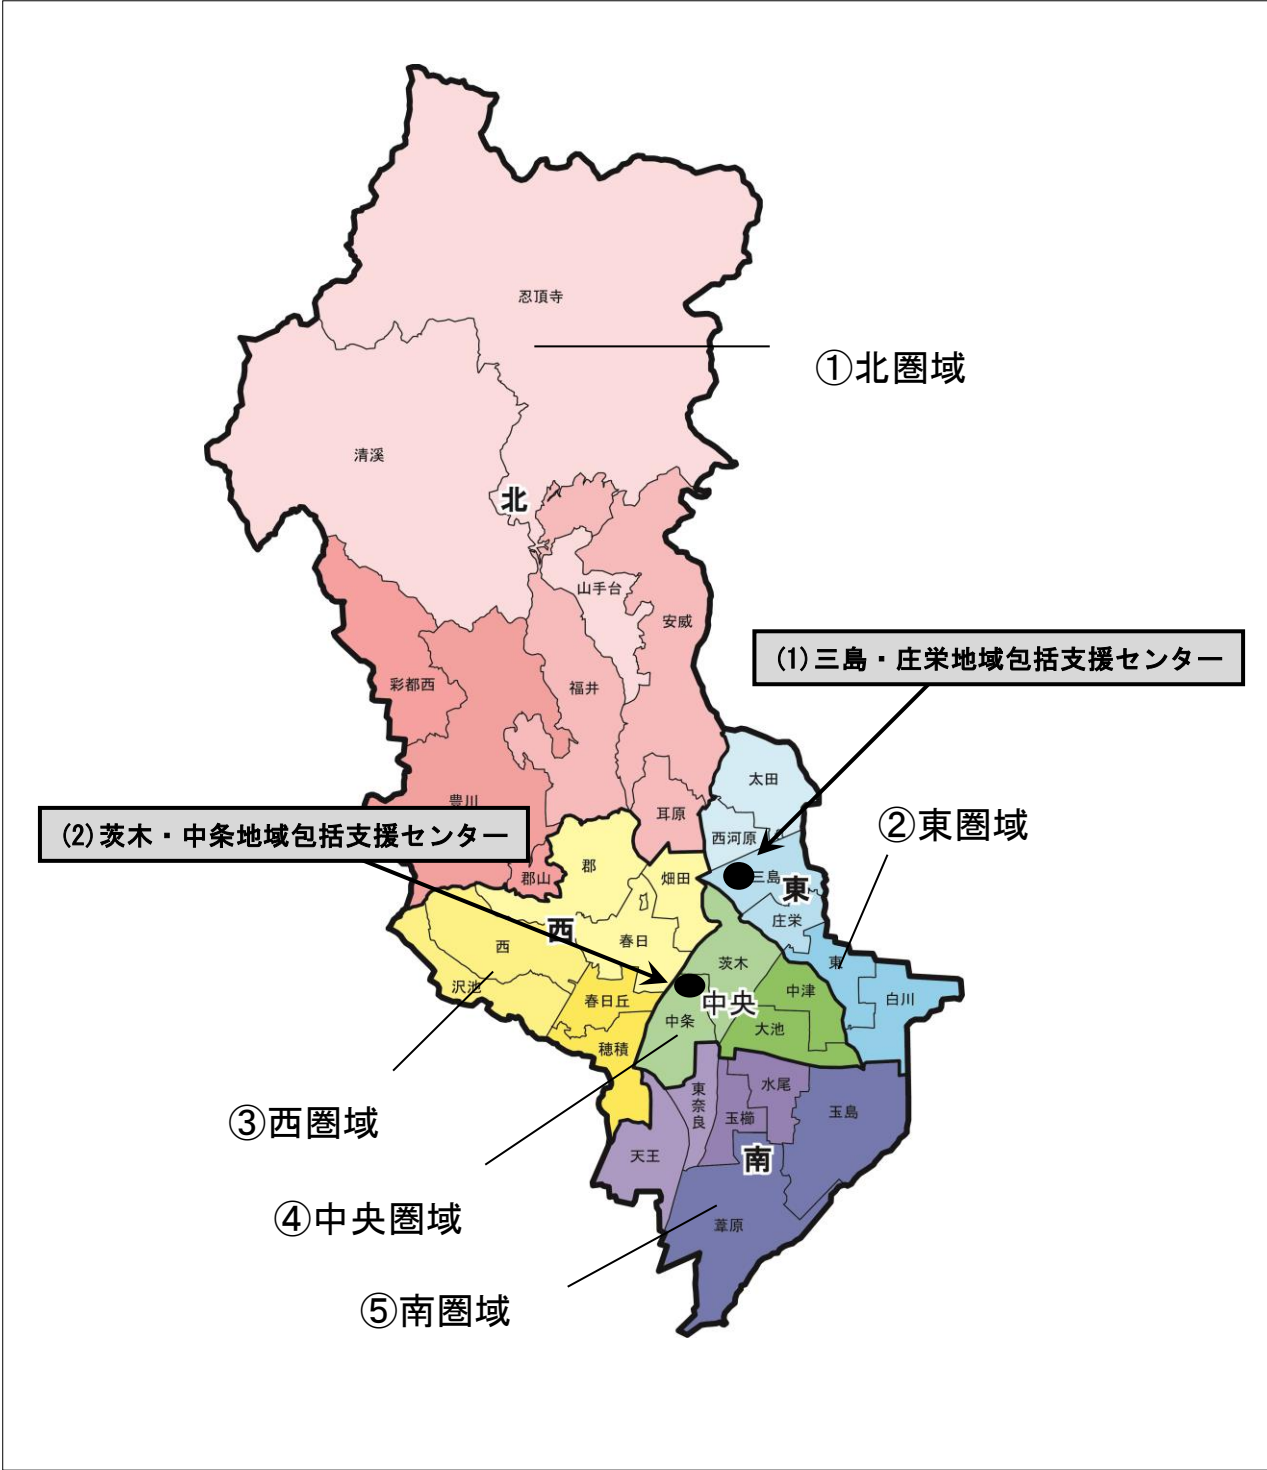 忍頂寺
①北圏域
清溪
北
山手台
安威
(1)三島・庄栄地域包括支援センター
彩都西
福井
太田
豊川
耳原
(2)茨木・中条地域包括支援センター
西河原
②東圏域
郡
郡山
畑田
三島
東
庄栄
西
西
春日
茨木
東
沢池
春日丘
中央
中津
白川
中条
大池
穂積
③西圏域
東奈良
水尾
玉櫛
玉島
天王
南
④中央圏域
葦原
⑤南圏域